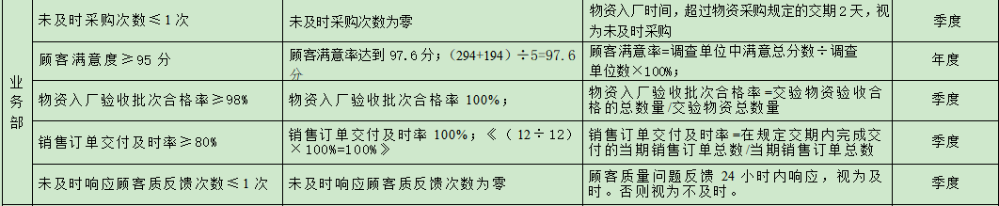 业务部
未及时采购次数≤1次
未及时采购次数为零
物资入厂时间，超过物资采购规定的交期2天，视
为未及时采购
季度
顾客满意度≥95分
顾客满意率达到97.6分；（294+194）÷5=97.6
分
顾客满意率=调查单位中满意总分数÷调查
单位数×100%；
年度
物资入厂验收批次合格率≥98%
物资入厂验收批次合格率100%；
物资入厂验收批次合格率=交验物资验收合
格的总数量/交验物资总数量
季度
销售订单交付及时率≥80%
销售订单交付及时率100%；《（12÷12）
×100%=100%》
销售订单交付及时率=在规定交期内完成交
付的当期销售订单总数/当期销售订单总数
季度
未及时响应顾客质反馈次数≤1次
未及时响应顾客质反馈次数为零
顾客质量问题反馈24小时内响应，视为及
时。否则视为不及时。
季度